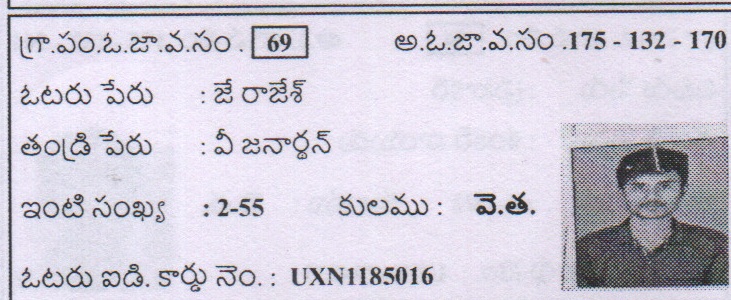 గ్రా.పం.ఓ.జా.వ.సం. 69 అ.ఓ.జా.వ.సం .175 - 132 - 170
ఓటరు పేరు : జే రాజేశ్
తండ్రి పేరు : వీ జనార్ధన్
ఇంటి సంఖ్య : 2-55 కులము : వె.త.
ఓటరు ఐడి. కార్డు నెం. : UXN1185016